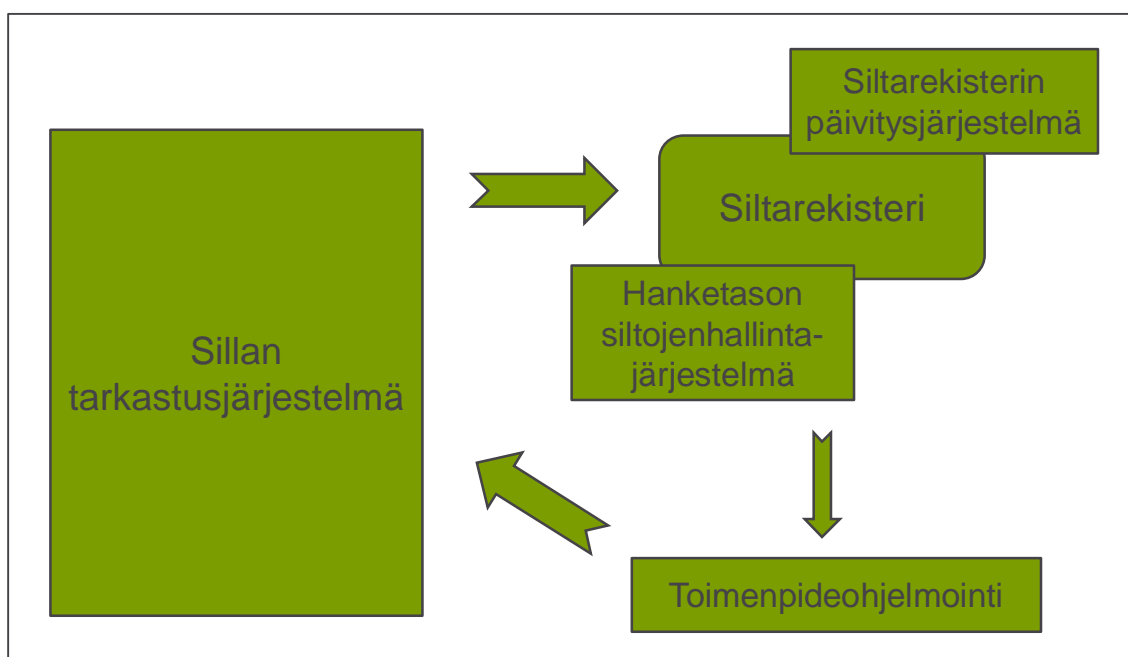 Sillan
tarkastusjärjestelmä
Siltarekisterin
päivitysjärjestelmä
Siltarekisteri
Hanketason
siltojenhallinta-
järjestelmä
Toimenpideohjelmointi